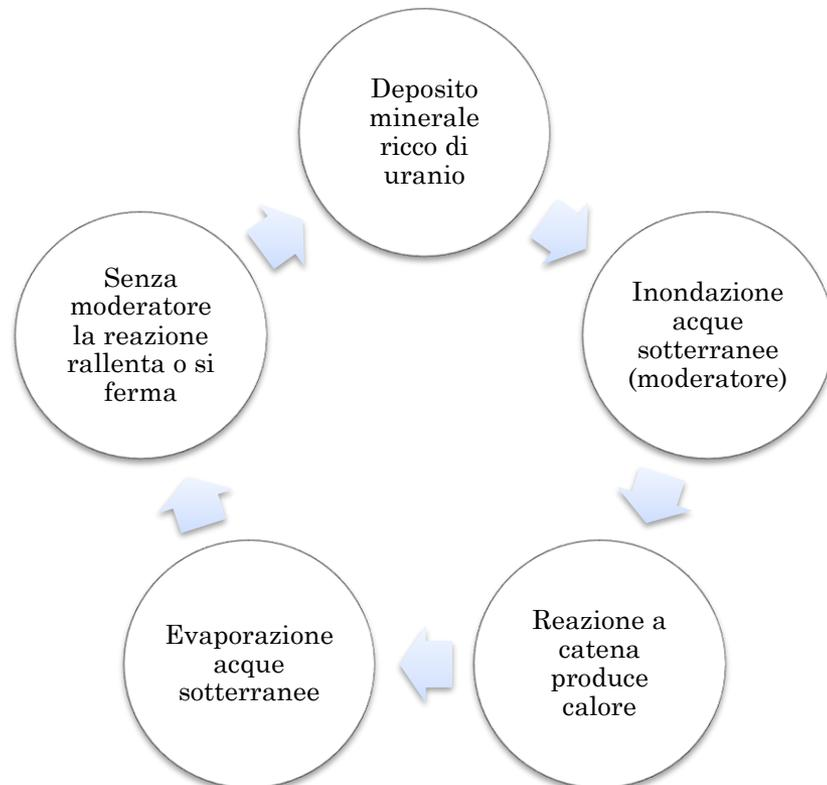 Deposito
minerale
ricco di
uranio
Inondazione
acque
sotterranee
(moderatore)
Reazione a
catena
produce
calore
Evaporazione
acque
sotterranee
Senza
moderatore
la reazione
rallenta o si
ferma